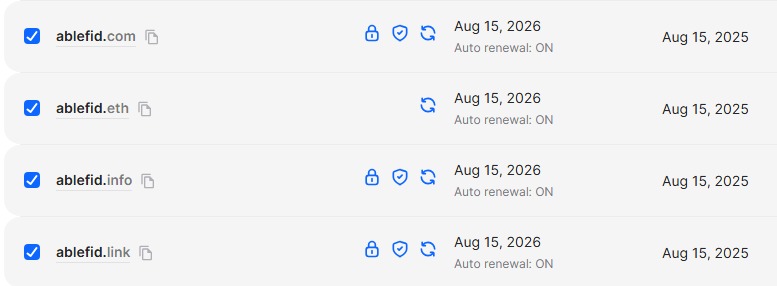 ablefid.com Aug 15, 2026 Aug 15, 2025
Auto renewal: ON
ablefid.eth Aug 15, 2026 Aug 15, 2025
Auto renewal: ON
ablefid.info Aug 15, 2026 Aug 15, 2025
Auto renewal: ON
ablefid.link Aug 15, 2026 Aug 15, 2025
Auto renewal: ON